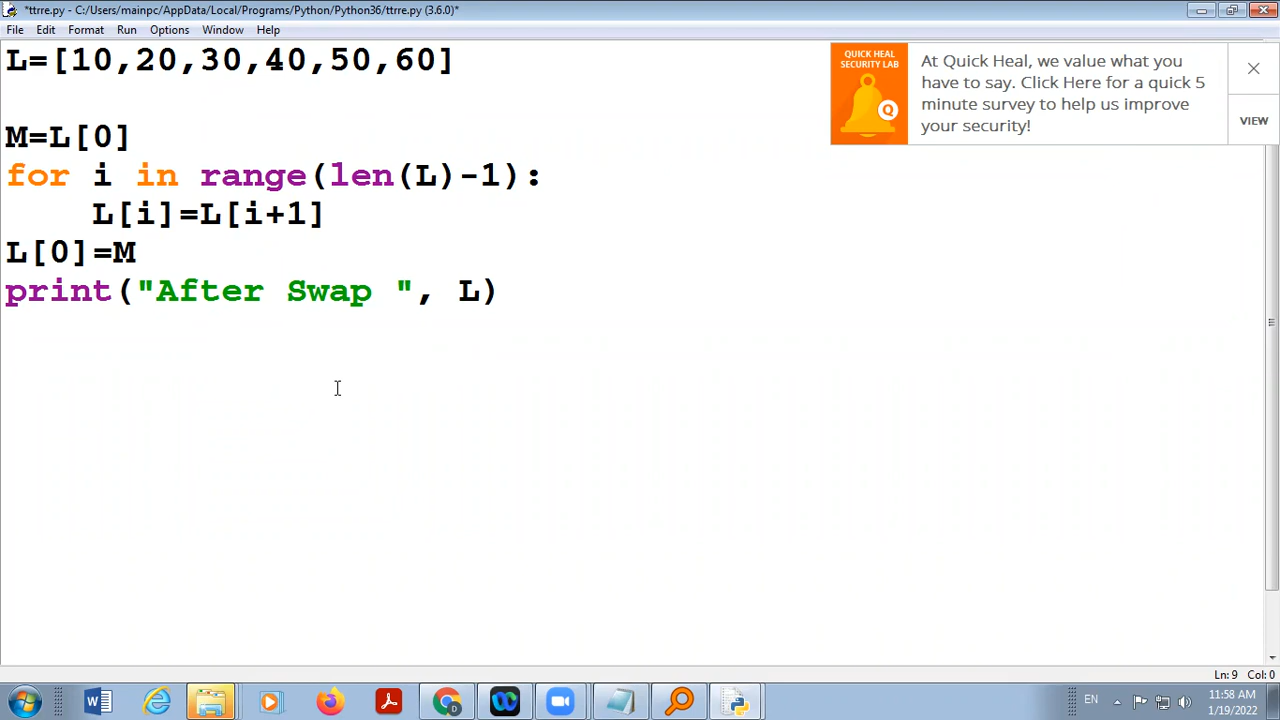 *ttrre.py - C:/Users/mainpc/AppData/Local/Programs/Python/Python36/ttrre.py (3.6.0)*
File Edit Format Run Options Window Help
L=[10,20,30,40,50,60]
M=L[0]
for i in range(len(L)-1):
    L[i]=L[i+1]
L[0]=M
print("After Swap ", L)
QUICK HEAL
SECURITY LAB
Q
At Quick Heal, we value what you
have to say. Click Here for a quick 5
minute survey to help us improve
your security!
VIEW
Ln: 9 Col: 0
EN
11:58 AM
1/19/2022